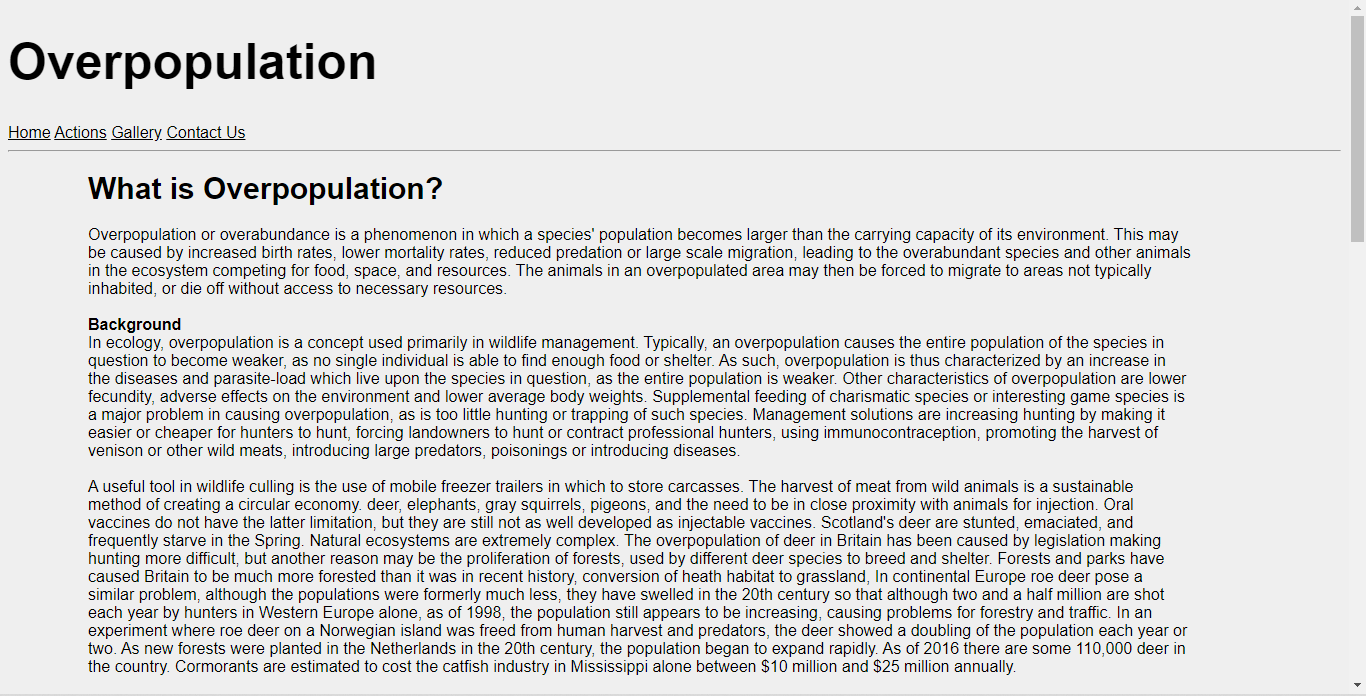 Overpopulation
Home Actions Gallery Contact Us
What is Overpopulation?
Overpopulation or overabundance is a phenomenon in which a species' population becomes larger than the carrying capacity of its environment. This may
be caused by increased birth rates, lower mortality rates, reduced predation or large scale migration, leading to the overabundant species and other animals
in the ecosystem competing for food, space, and resources. The animals in an overpopulated area may then be forced to migrate to areas not typically
inhabited, or die off without access to necessary resources.
Background
In ecology, overpopulation is a concept used primarily in wildlife management. Typically, an overpopulation causes the entire population of the species in
question to become weaker, as no single individual is able to find enough food or shelter. As such, overpopulation is thus characterized by an increase in
the diseases and parasite-load which live upon the species in question, as the entire population is weaker. Other characteristics of overpopulation are lower
fecundity, adverse effects on the environment and lower average body weights. Supplemental feeding of charismatic species or interesting game species is
a major problem in causing overpopulation, as is too little hunting or trapping of such species. Management solutions are increasing hunting by making it
easier or cheaper for hunters to hunt, forcing landowners to hunt or contract professional hunters, using immunocontraception, promoting the harvest of
venison or other wild meats, introducing large predators, poisonings or introducing diseases.
A useful tool in wildlife culling is the use of mobile freezer trailers in which to store carcasses. The harvest of meat from wild animals is a sustainable
method of creating a circular economy. deer, elephants, gray squirrels, pigeons, and the need to be in close proximity with animals for injection. Oral
vaccines do not have the latter limitation, but they are still not as well developed as injectable vaccines. Scotland's deer are stunted, emaciated, and
frequently starve in the Spring. Natural ecosystems are extremely complex. The overpopulation of deer in Britain has been caused by legislation making
hunting more difficult, but another reason may be the proliferation of forests, used by different deer species to breed and shelter. Forests and parks have
caused Britain to be much more forested than it was in recent history, conversion of heath habitat to grassland, In continental Europe roe deer pose a
similar problem, although the populations were formerly much less, they have swelled in the 20th century so that although two and a half million are shot
each year by hunters in Western Europe alone, as of 1998, the population still appears to be increasing, causing problems for forestry and traffic. In an
experiment where roe deer on a Norwegian island was freed from human harvest and predators, the deer showed a doubling of the population each year or
two. As new forests were planted in the Netherlands in the 20th century, the population began to expand rapidly. As of 2016 there are some 110,000 deer in
the country. Cormorants are estimated to cost the catfish industry in Mississippi alone between $10 million and $25 million annually.